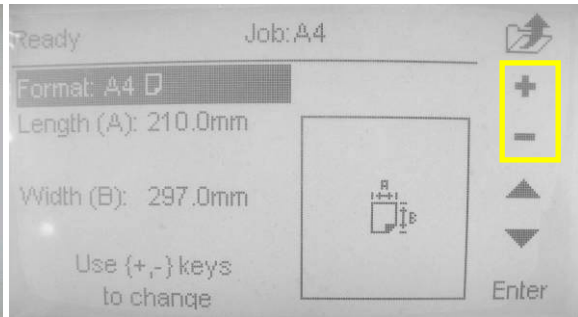 Ready Job: A4
Format: A4
Length (A): 210.0mm
+
-
A
B
Width (B): 297.0mm
Use {+,-} keys
to change
Enter